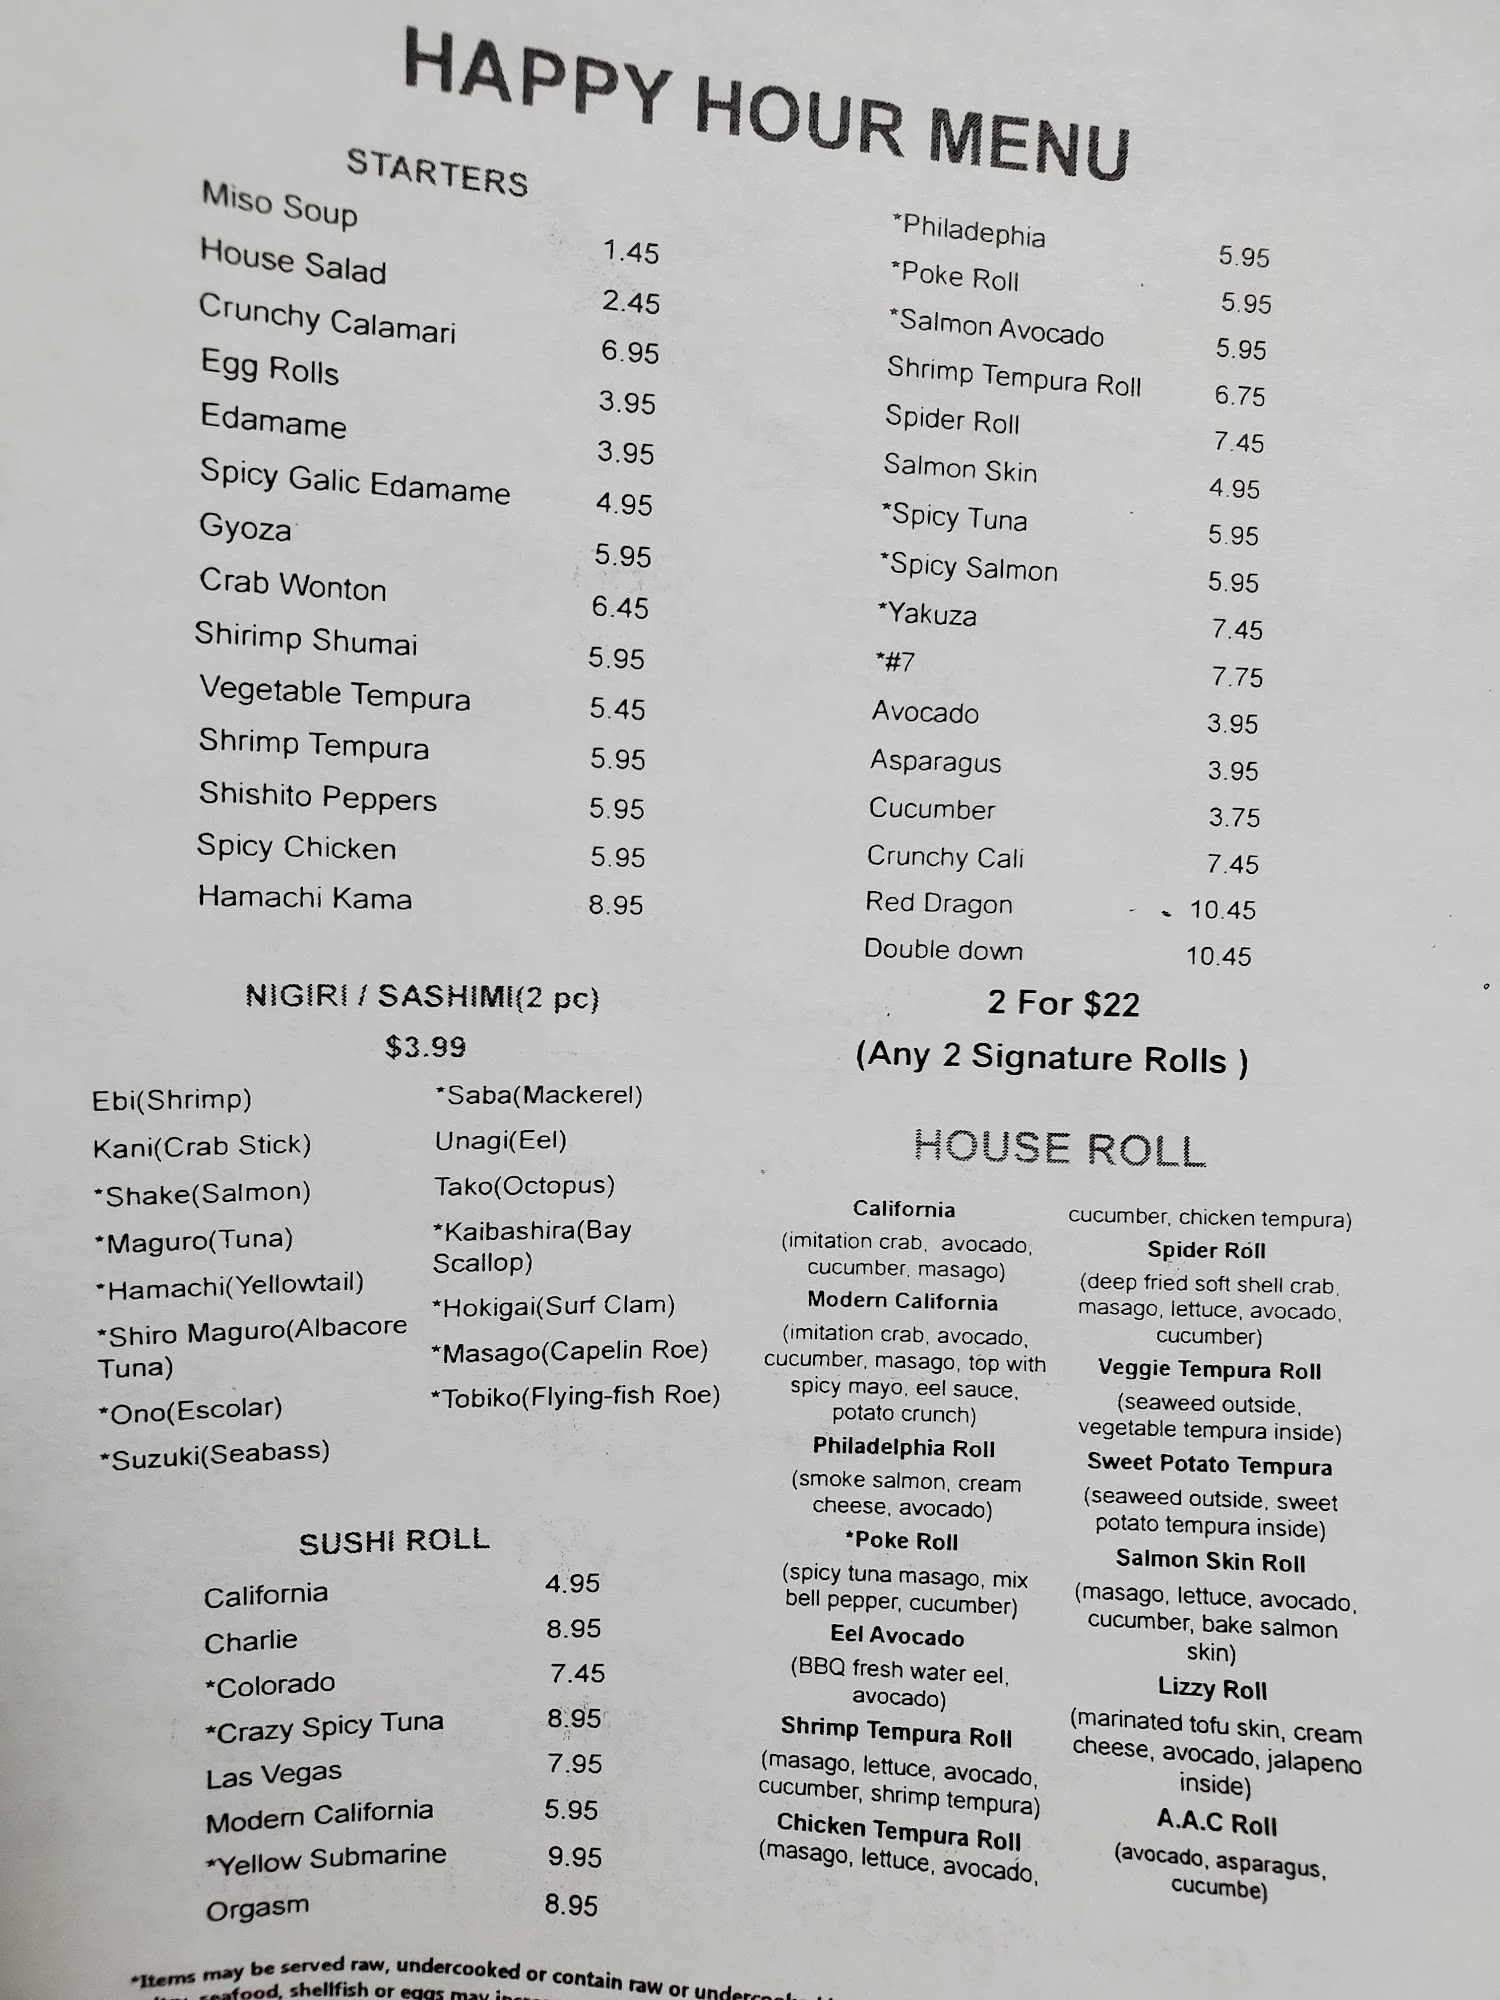 HAPPY HOUR MENU
STARTERS
Miso Soup 1.45
House Salad 2.45
Crunchy Calamari 6.95
Egg Rolls 3.95
Edamame 3.95
Spicy Galic Edamame 4.95
Gyoza 5.95
Crab Wonton 6.45
Shirimp Shumai 5.95
Vegetable Tempura 5.45
Shrimp Tempura 5.95
Shishito Peppers 5.95
Spicy Chicken 5.95
Hamachi Kama 8.95
NIGIRI / SASHIMI(2 pc)
$3.99
Ebi(Shrimp)
Kani(Crab Stick)
*Shake(Salmon)
*Maguro(Tuna)
*Hamachi(Yellowtail)
*Shiro Maguro(Albacore
Tuna)
*Ono(Escolar)
*Suzuki(Seabass)
*Saba(Mackerel)
Unagi(Eel)
Tako(Octopus)
*Kaibashira(Bay
Scallop)
*Hokigai(Surf Clam)
*Masago(Capelin Roe)
*Tobiko(Flying-fish Roe)
SUSHI ROLL
California 4.95
Charlie 8.95
*Colorado 7.45
*Crazy Spicy Tuna 8.95
Las Vegas 7.95
Modern California 5.95
*Yellow Submarine 9.95
Orgasm 8.95
*Philadephia 5.95
*Poke Roll 5.95
*Salmon Avocado 5.95
Shrimp Tempura Roll 6.75
Spider Roll 7.45
Salmon Skin 4.95
*Spicy Tuna 5.95
*Spicy Salmon 5.95
*Yakuza 7.45
*#7 7.75
Avocado 3.95
Asparagus 3.95
Cucumber 3.75
Crunchy Cali 7.45
Red Dragon 10.45
Double down 10.45
2 For $22
(Any 2 Signature Rolls )
HOUSE ROLL
California
(imitation crab, avocado,
cucumber, masago)
Modern California
(imitation crab, avocado,
cucumber, masago, top with
spicy mayo, eel sauce,
potato crunch)
Philadelphia Roll
(smoke salmon, cream
cheese, avocado)
*Poke Roll
(spicy tuna masago, mix
bell pepper, cucumber)
Eel Avocado
(BBQ fresh water eel,
avocado)
Shrimp Tempura Roll
(masago, lettuce, avocado,
cucumber, shrimp tempura)
Chicken Tempura Roll
(masago, lettuce, avocado,
cucumber, chicken tempura)
Spider Roll
(deep fried soft shell crab,
masago, lettuce, avocado,
cucumber)
Veggie Tempura Roll
(seaweed outside,
vegetable tempura inside)
Sweet Potato Tempura
(seaweed outside, sweet
potato tempura inside)
Salmon Skin Roll
(masago, lettuce, avocado,
cucumber, bake salmon
skin)
Lizzy Roll
(marinated tofu skin, cream
cheese, avocado, jalapeno
inside)
A.A.C Roll
(avocado, asparagus,
cucumbe)
*Items may be served raw, undercooked or contain raw or
seafood, shellfish or eggs may